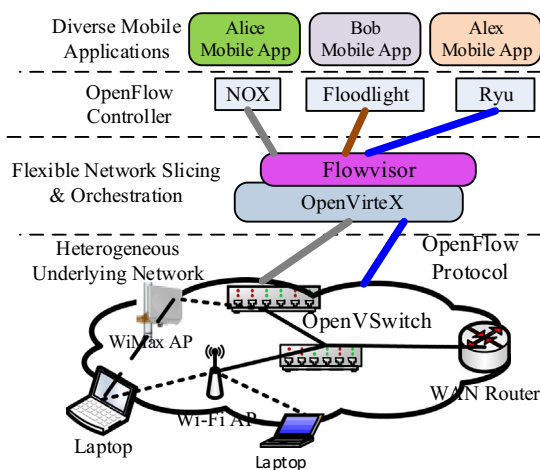 Diverse Mobile
Applications
Alice
Mobile App
Bob
Mobile App
Alex
Mobile App
OpenFlow
Controller
NOX
Floodlight
Ryu
Flexible Network Slicing
& Orchestration
Flowvisor
OpenVirteX
Heterogeneous
Underlying Network
OpenFlow
Protocol
OpenVSwitch
WiMax AP
WAN Router
Wi-Fi AP
Laptop
Laptop